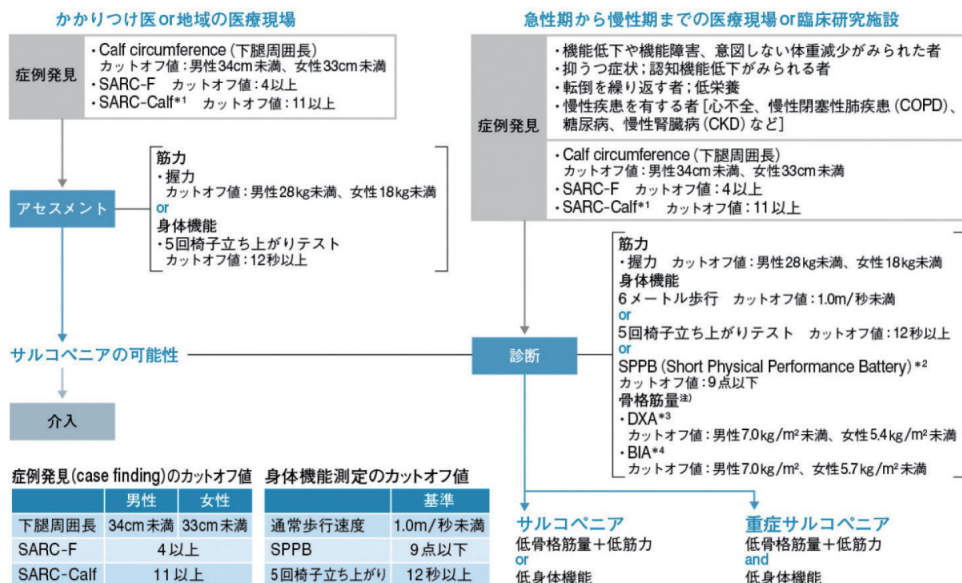 かかりつけ医or地域の医療現場
症例発見
・Calf circumference(下腿周囲長)
カットオフ値:男性34cm未満、女性33cm未満
・SARC-F カットオフ値:4以上
・SARC-Calf*1 カットオフ値:11以上
アセスメント
筋力
・握力
カットオフ値:男性28kg未満、女性18kg未満
or
身体機能
・5回椅子立ち上がりテスト
カットオフ値:12秒以上
サルコペニアの可能性
介入
急性期から慢性期までの医療現場or臨床研究施設
症例発見
・機能低下や機能障害、意図しない体重減少がみられた者
・抑うつ症状;認知機能低下がみられる者
・転倒を繰り返す者;低栄養
・慢性疾患を有する者[心不全、慢性閉塞性肺疾患(COPD)、
糖尿病、慢性腎臓病(CKD)など]
・Calf circumference(下腿周囲長)
カットオフ値:男性34cm未満、女性33cm未満
・SARC-F カットオフ値:4以上
・SARC-Calf*1 カットオフ値:11以上
診断
筋力
・握力 カットオフ値:男性28kg未満、女性18kg未満
身体機能
6メートル歩行 カットオフ値:1.0m/秒未満
or
5回椅子立ち上がりテスト カットオフ値:12秒以上
or
SPPB(Short Physical Performance Battery)*2
カットオフ値:9点以下
骨格筋量注)
・DXA*3
カットオフ値:男性7.0kg/m²未満、女性5.4kg/m²未満
・BIA*4
カットオフ値:男性7.0kg/m²、女性5.7kg/m²未満
サルコペニア
低骨格筋量+低筋力
or
低身体機能
重症サルコペニア
低骨格筋量+低筋力
and
低身体機能
症例発見(case finding)のカットオフ値
男性 女性
下腿周囲長 34cm未満 33cm未満
SARC-F 4以上
SARC-Calf 11以上
身体機能測定のカットオフ値
基準
通常歩行速度 1.0m/秒未満
SPPB 9点以下
5回椅子立ち上がり 12秒以上